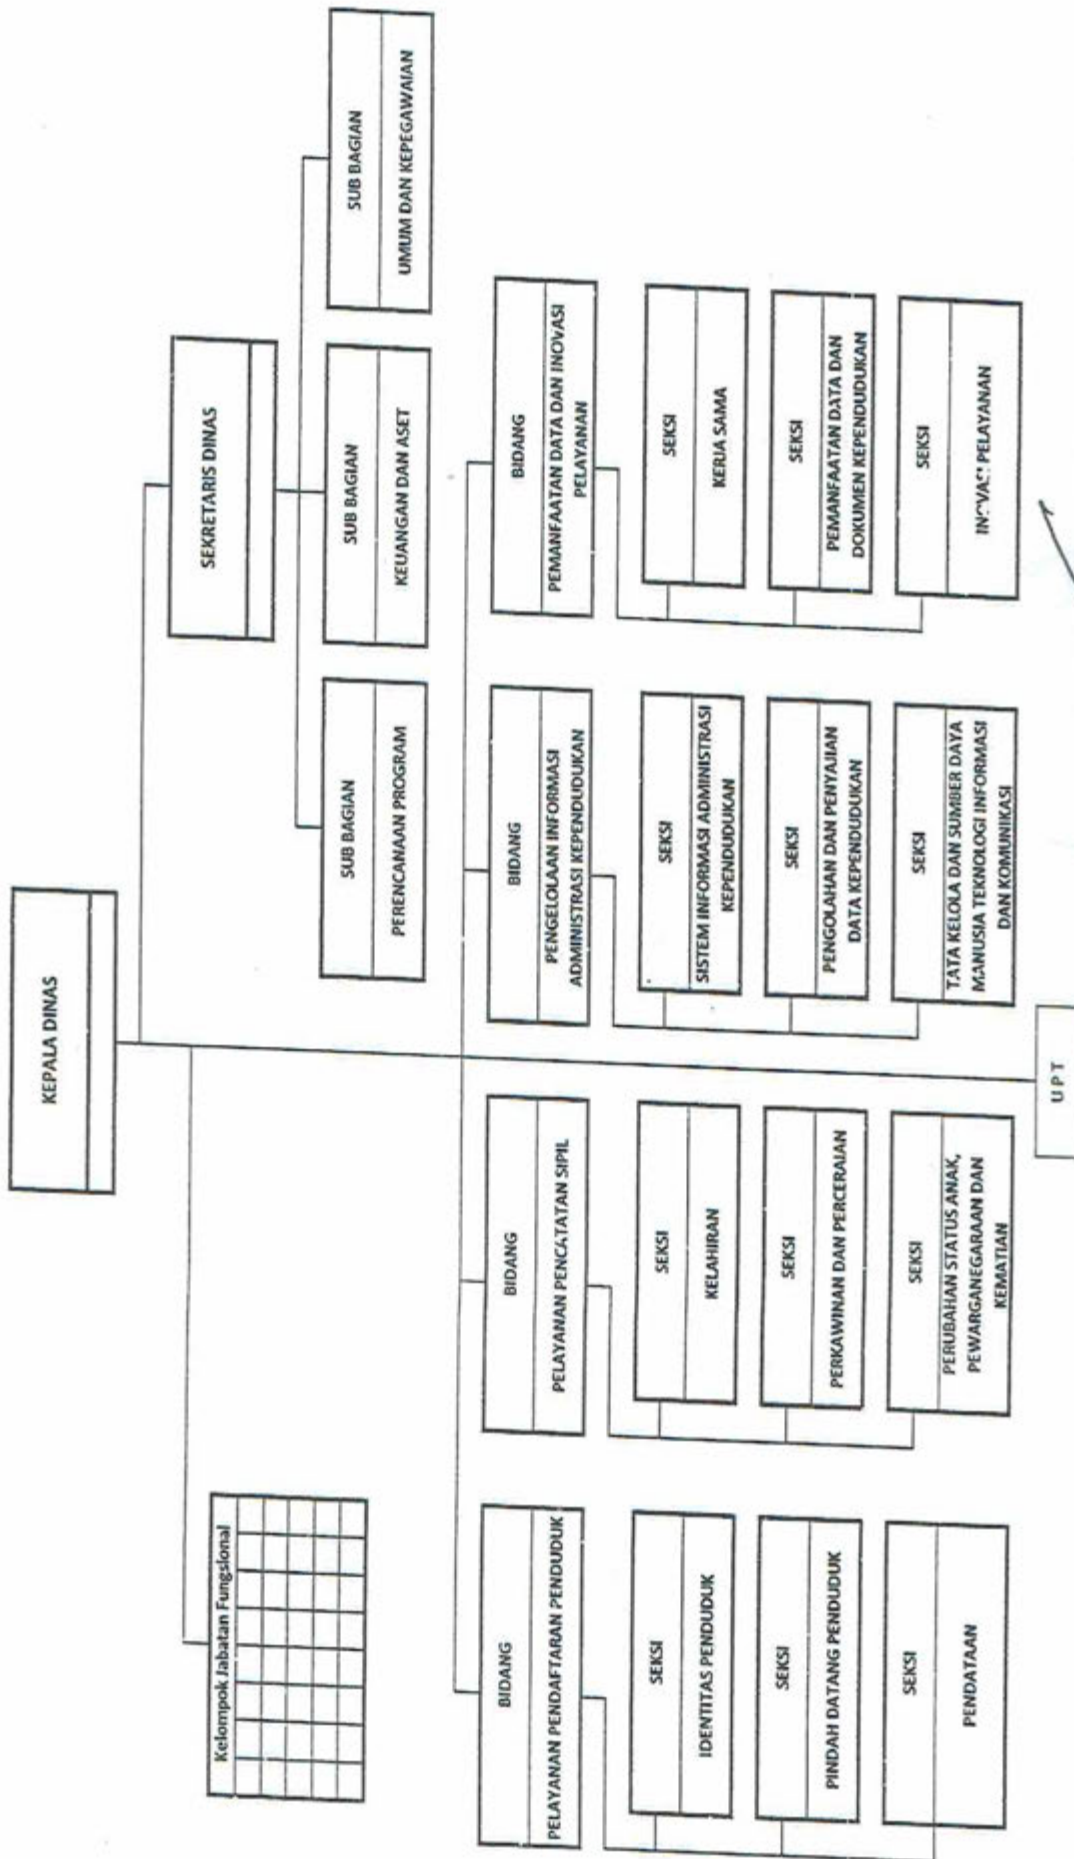 KEPALA DINAS
SEKRETARIS DINAS
Kelompok Jabatan Fungsional
SUB BAGIAN
PERENCANAAN PROGRAM
SUB BAGIAN
KEUANGAN DAN ASET
SUB BAGIAN
UMUM DAN KEPEGAWAIAN
BIDANG
PELAYANAN PENDAFTARAN PENDUDUK
SEKSI
IDENTITAS PENDUDUK
SEKSI
PINDAH DATANG PENDUDUK
SEKSI
PENDATAAN
BIDANG
PELAYANAN PENCATATAN SIPIL
SEKSI
KELAHIRAN
SEKSI
PERKAWINAN DAN PERCERAIAN
SEKSI
PERUBAHAN STATUS ANAK,
PEWARGANEGARAAN DAN
KEMATIAN
BIDANG
PENGELOLAAN INFORMASI
ADMINISTRASI KEPENDUDUKAN
SEKSI
SISTEM INFORMASI ADMINISTRASI
KEPENDUDUKAN
SEKSI
PENGOLAHAN DAN PENYAJIAN
DATA KEPENDUDUKAN
SEKSI
TATA KELOLA DAN SUMBER DAYA
MANUSIA TEKNOLOGI INFORMASI
DAN KOMUNIKASI
BIDANG
PEMANFAATAN DATA DAN INOVASI
PELAYANAN
SEKSI
KERJA SAMA
SEKSI
PEMANFAATAN DATA DAN
DOKUMEN KEPENDUDUKAN
SEKSI
INOVASI PELAYANAN
U P T